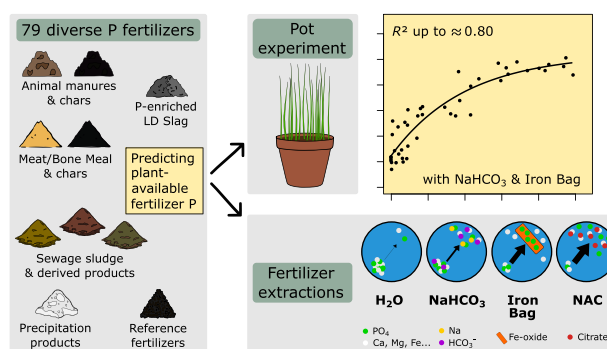 79 diverse P fertilizers
Animal manures
& chars
P-enriched
LD Slag
Meat/Bone Meal
& chars
Predicting
plant-
available
fertilizer P
Sewage sludge
& derived products
Precipitation
products
Reference
fertilizers
Pot
experiment
R² up to ≈ 0.80
with NaHCO₃ & Iron Bag
Fertilizer
extractions
H₂O
NaHCO₃
Iron
Bag
NAC
PO₄
Ca, Mg, Fe...
Na
HCO₃⁻
Fe-oxide
Citrate